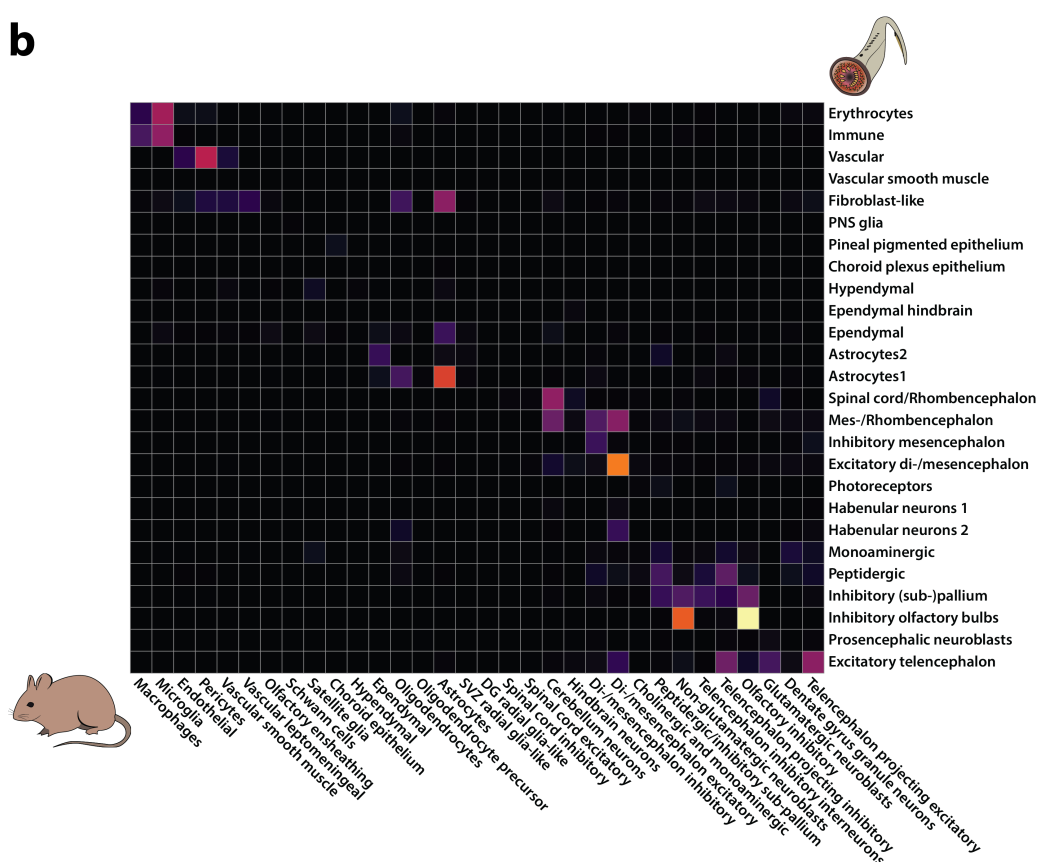 b
Erythrocytes
Immune
Vascular
Vascular smooth muscle
Fibroblast-like
PNS glia
Pineal pigmented epithelium
Choroid plexus epithelium
Hypendymal
Ependymal hindbrain
Ependymal
Astrocytes2
Astrocytes1
Spinal cord/Rhombencephalon
Mes-/Rhombencephalon
Inhibitory mesencephalon
Excitatory di-/mesencephalon
Photoreceptors
Habenular neurons 1
Habenular neurons 2
Monoaminergic
Peptidergic
Inhibitory (sub-)pallium
Inhibitory olfactory bulbs
Prosencephalic neuroblasts
Excitatory telencephalon
Macrophages
Microglia
Endothelial
Pericytes
Vascular smooth muscle
Vascular leptomeningeal
Olfactory ensheathing
Schwann cells
Satellite glia
Choroid epithelium
Hypendymal
Ependymal
Oligodendrocytes
Oligodendrocyte precursor
Astrocytes
SVZ radial glia-like
DG radial glia-like
Spinal cord inhibitory
Spinal cord excitatory
Cerebellum neurons
Hindbrain neurons
Di-/mesencephalon inhibitory
Di-/mesencephalon excitatory
Cholinergic and monoaminergic
Peptidergic/inhibitory sub-pallium
Non-glutamatergic neuroblasts
Telencephalon inhibitory interneurons
Telencephalon projecting inhibitory
Olfactory inhibitory
Glutamatergic neuroblasts
Dentate gyrus granule neurons
Telencephalon projecting excitatory